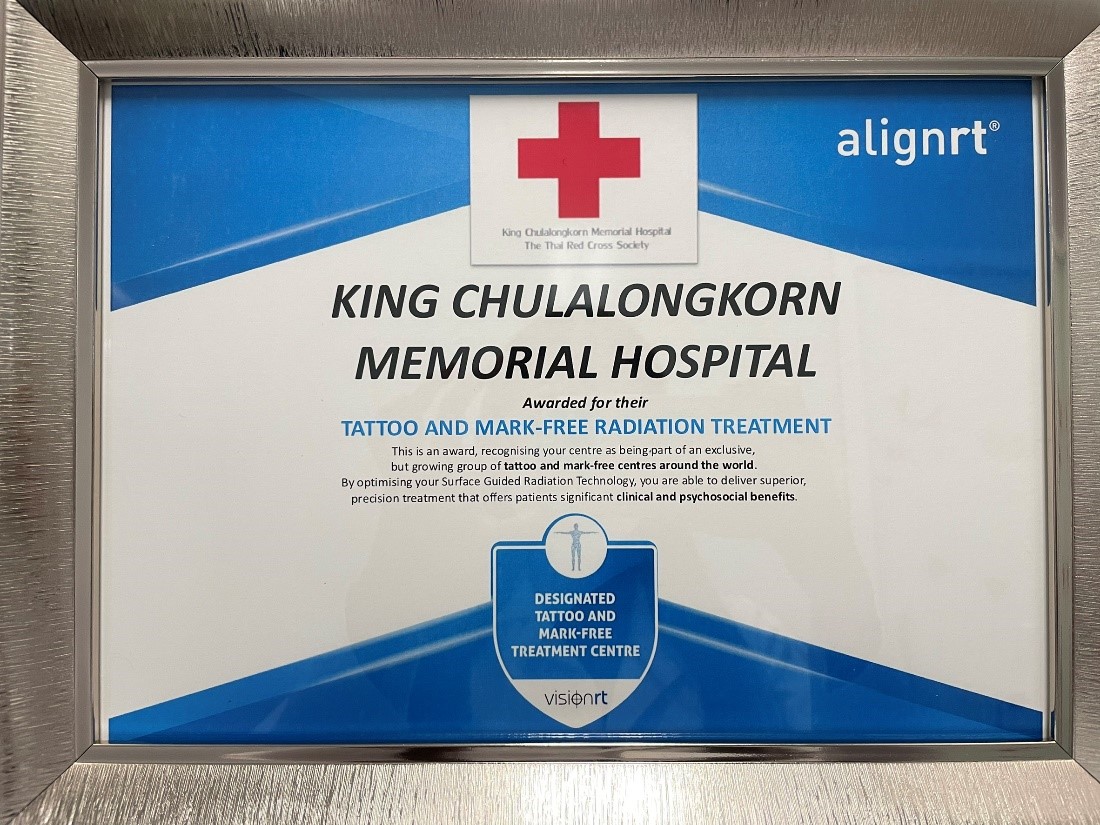 alignrt®
King Chulalongkorn Memorial Hospital
The Thai Red Cross Society
KING CHULALONGKORN
MEMORIAL HOSPITAL
Awarded for their
TATTOO AND MARK-FREE RADIATION TREATMENT
This is an award, recognising your centre as being part of an exclusive,
but growing group of tattoo and mark-free centres around the world.
By optimising your Surface Guided Radiation Technology, you are able to deliver superior,
precision treatment that offers patients significant clinical and psychosocial benefits.
DESIGNATED
TATTOO AND
MARK-FREE
TREATMENT CENTRE
visionrt